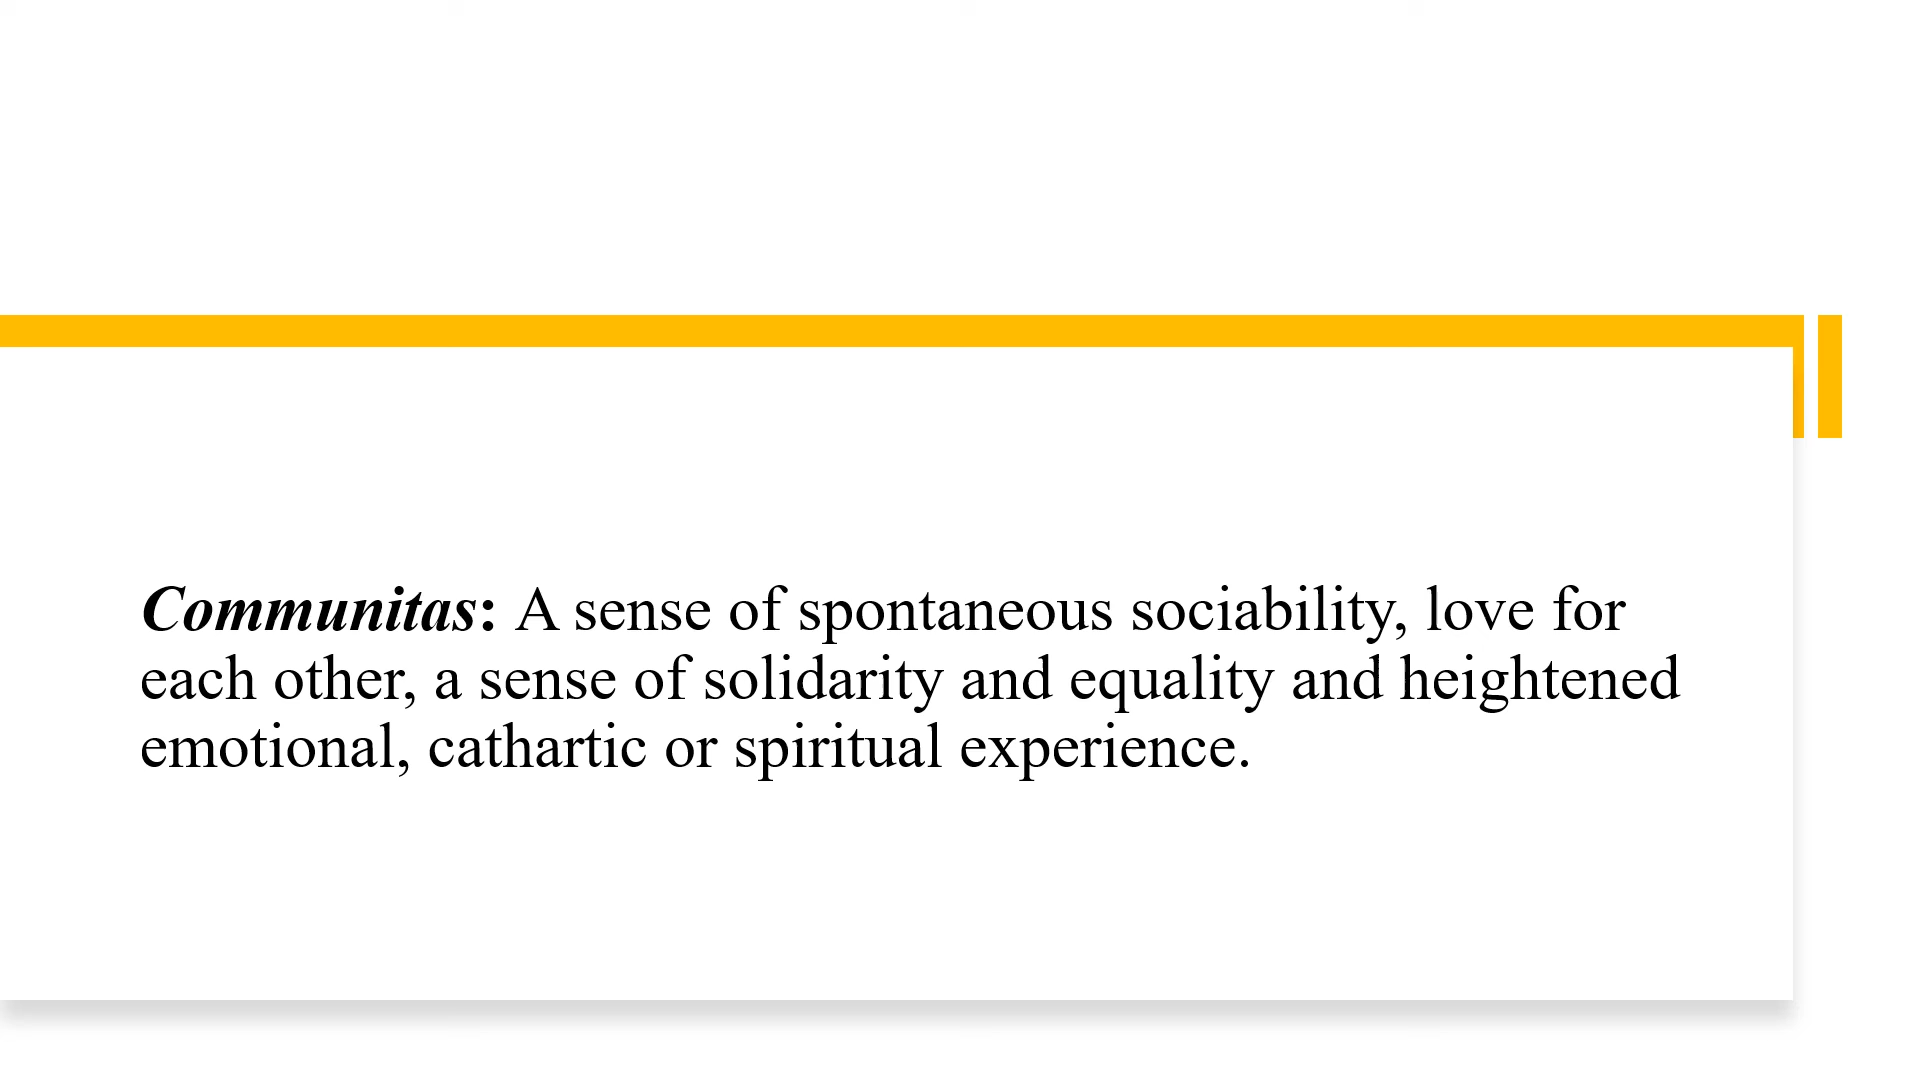 Communitas: A sense of spontaneous sociability, love for
each other, a sense of solidarity and equality and heightened
emotional, cathartic or spiritual experience.